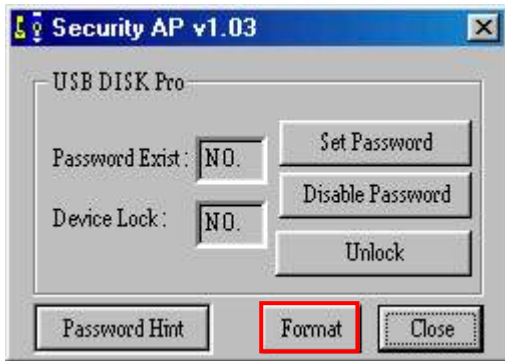 Security AP v1.03
USB DISK Pro
Password Exist : NO.
Set Password
Disable Password
Device Lock : NO.
Unlock
Password Hint
Format
Close